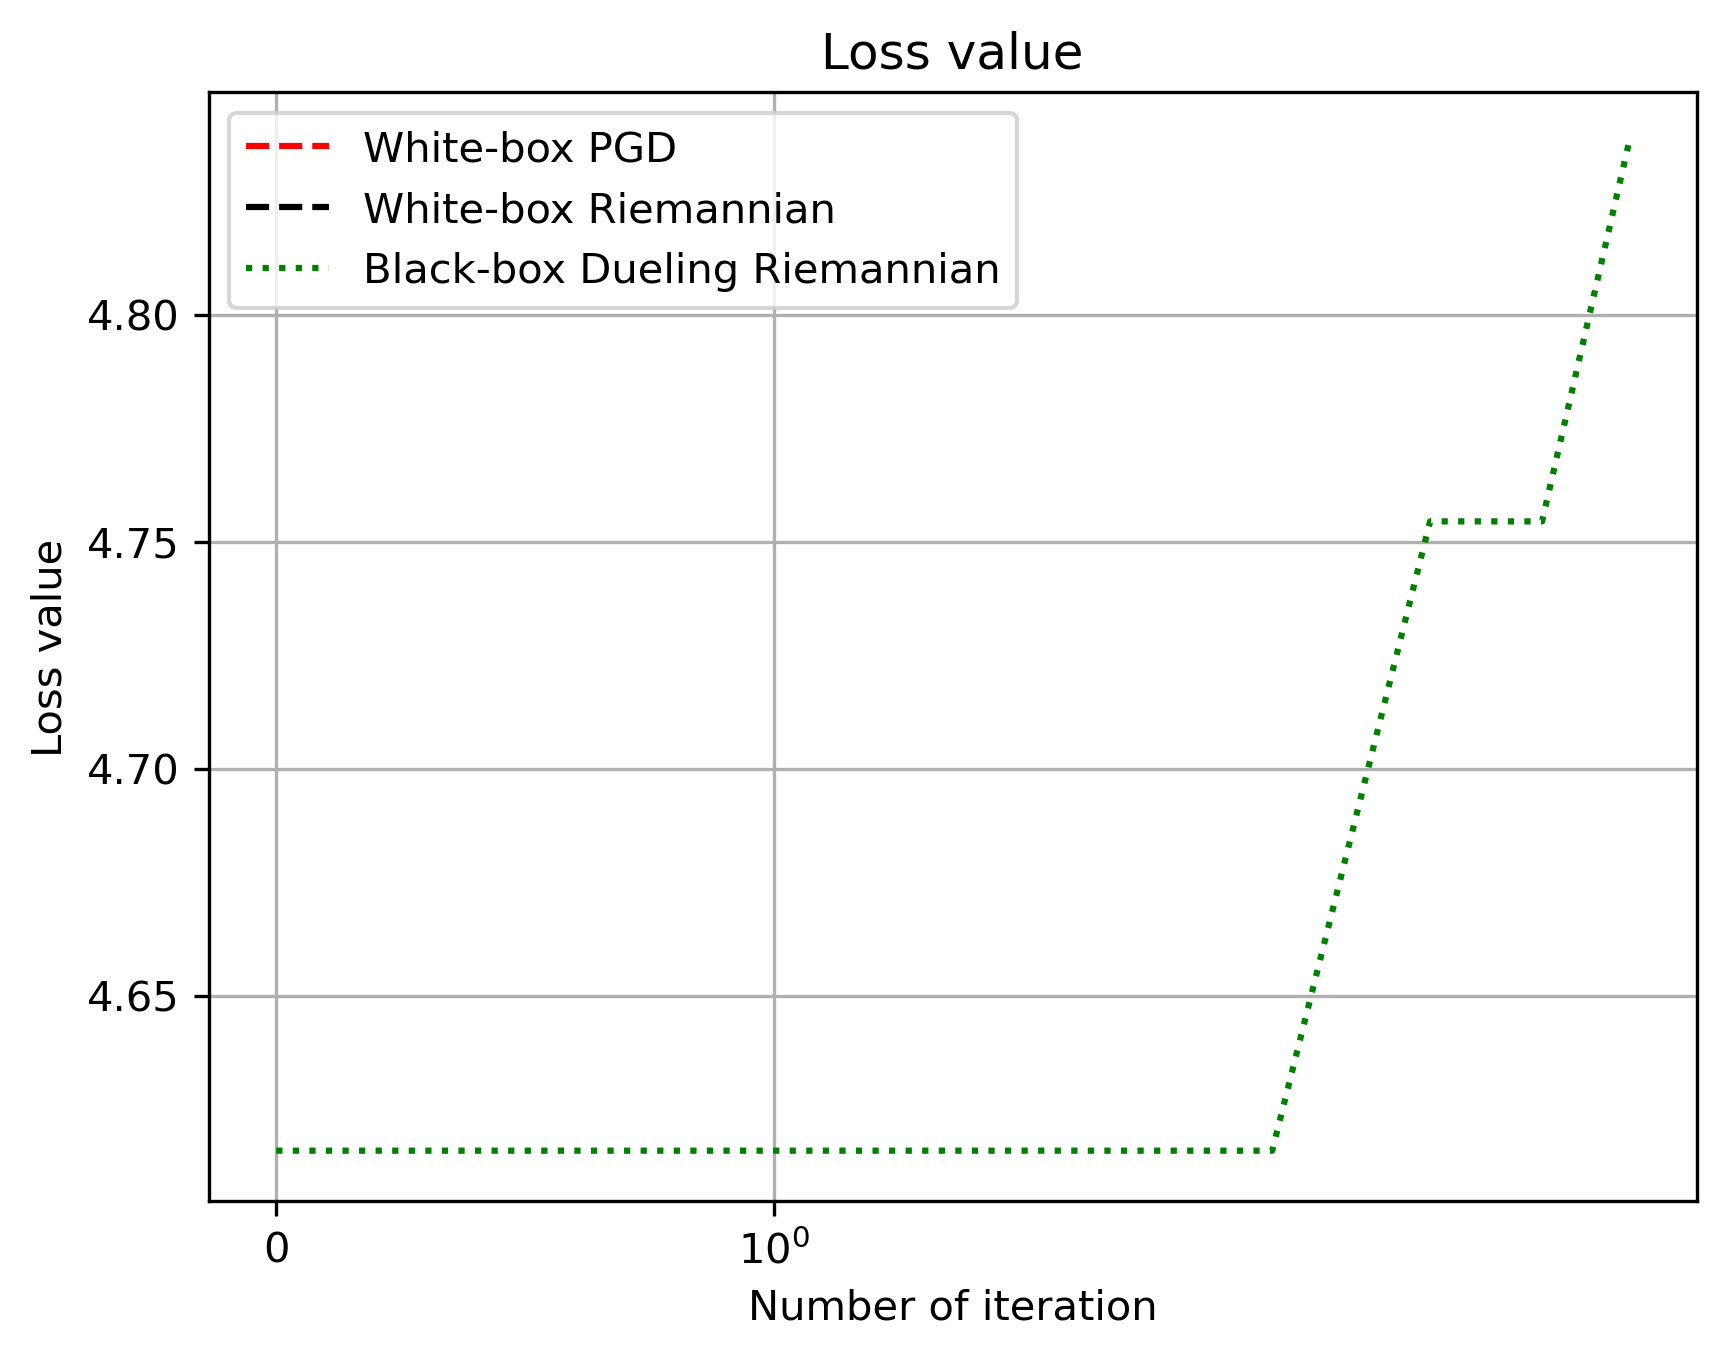 Loss value
White-box PGD
White-box Riemannian
Black-box Dueling Riemannian
Loss value
4.80
4.75
4.70
4.65
0
10⁰
Number of iteration